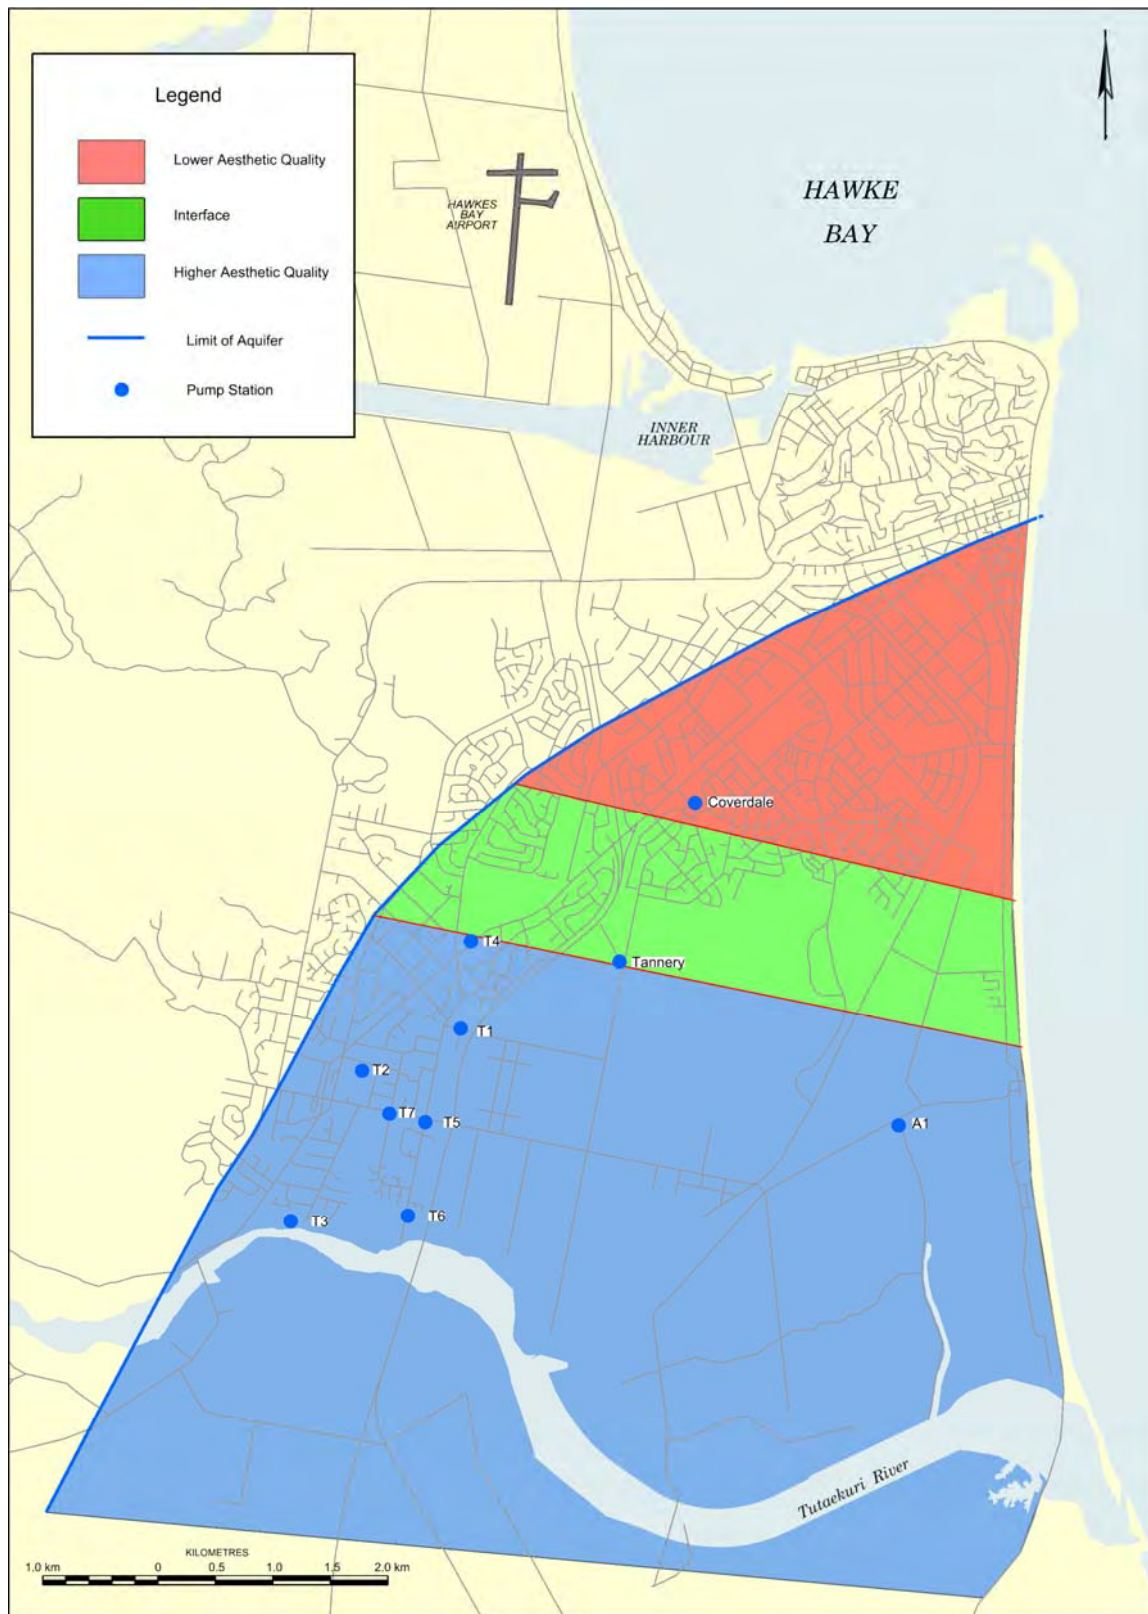 Legend
Lower Aesthetic Quality
Interface
Higher Aesthetic Quality
Limit of Aquifer
Pump Station
HAWKES
BAY
AIRPORT
HAWKE
BAY
INNER
HARBOUR
Coverdale
T4
Tannery
T1
T2
T7
T5
A1
T3
T6
Tutaekuri River
KILOMETRES
1.0 km 0 0.5 1.0 1.5 2.0 km